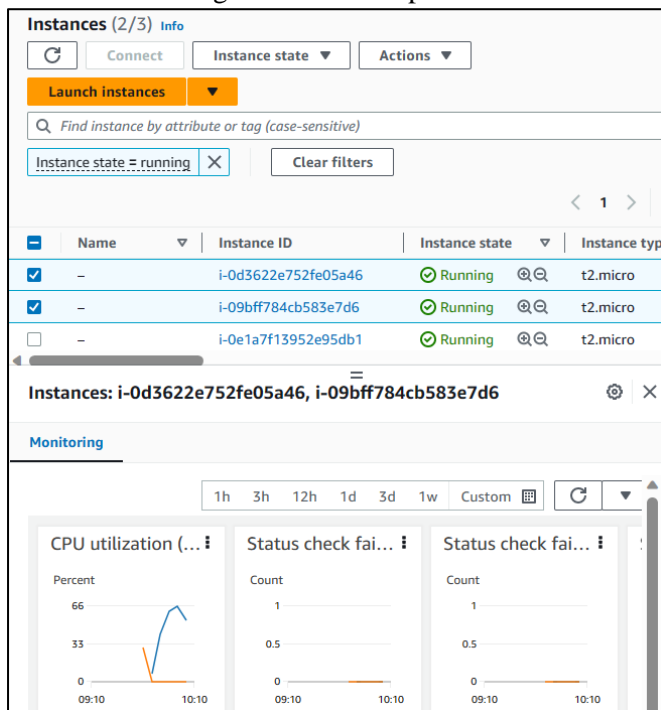 Instances (2/3) Info
Connect Instance state Actions
Launch instances
Find instance by attribute or tag (case-sensitive)
Instance state = running Clear filters
1
Name Instance ID Instance state Instance typ
– i-0d3622e752fe05a46 Running t2.micro
– i-09bff784cb583e7d6 Running t2.micro
– i-0e1a7f13952e95db1 Running t2.micro
Instances: i-0d3622e752fe05a46, i-09bff784cb583e7d6
Monitoring
1h 3h 12h 1d 3d 1w Custom
CPU utilization (... Status check fai... Status check fai...
Percent Count Count
66 1 1
33 0.5 0.5
0 0 0
09:10 10:10 09:10 10:10 09:10 10:10